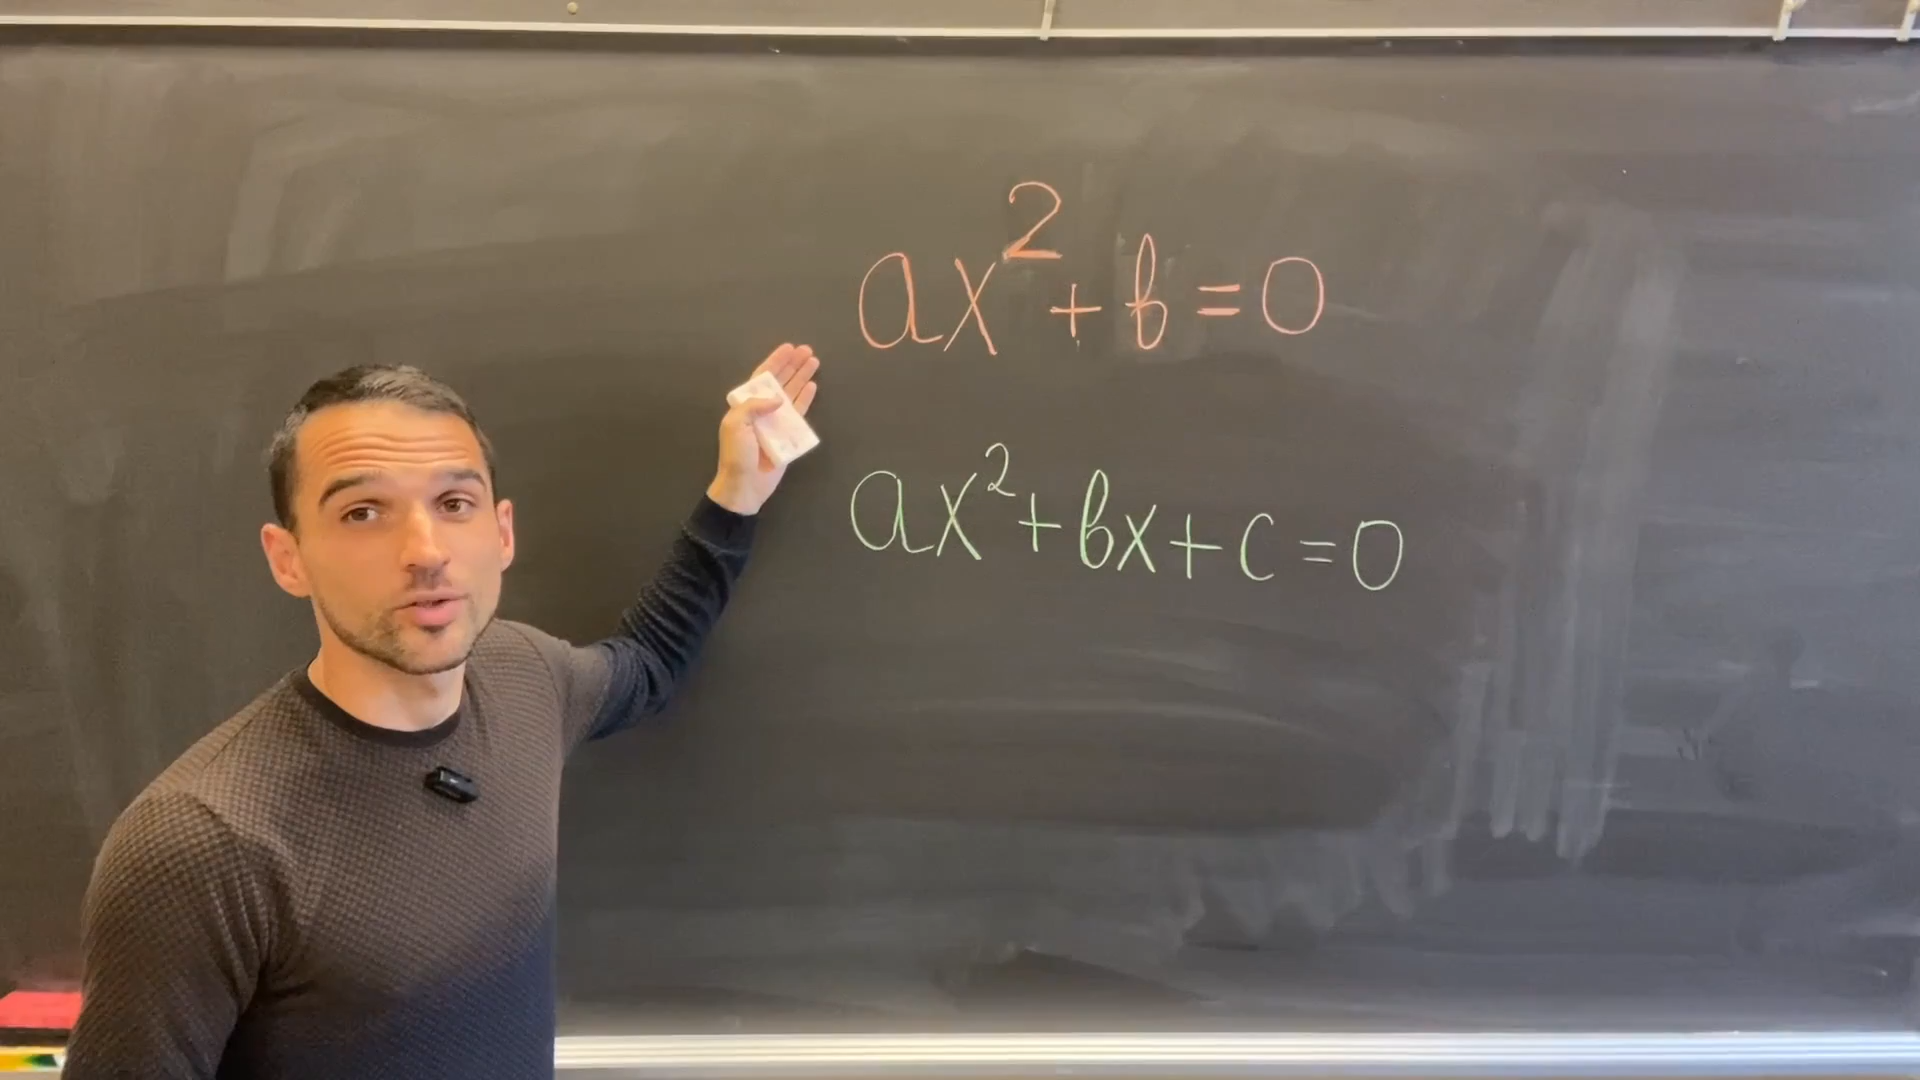 ax² + b = 0
ax² + bx + c = 0